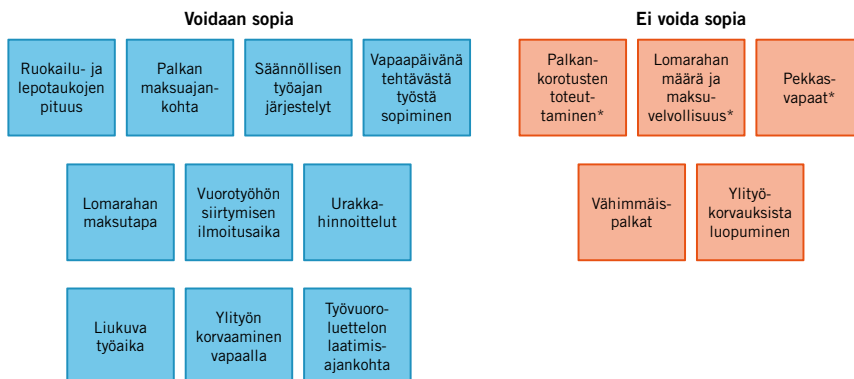 Voidaan sopia
Ei voida sopia
Ruokailu- ja
lepotaukojen
pituus
Palkan
maksuajan-
kohta
Säännöllisen
työajan
järjestelyt
Vapaapäivänä
tehtävästä
työstä
sopiminen
Palkan-
korotusten
toteut-
taminen*
Lomarahan
määrä ja
maksu-
velvollisuus*
Pekkas-
vapaat*
Lomarahan
maksutapa
Vuorotyöhön
siirtymisen
ilmoitusaika
Urakka-
hinnoittelut
Vähimmäis-
palkat
Ylityö-
korvauksista
luopuminen
Liukuva
työaika
Ylityön
korvaaminen
vapaalla
Työvuoro-
luettelon
laatimis-
ajankohta